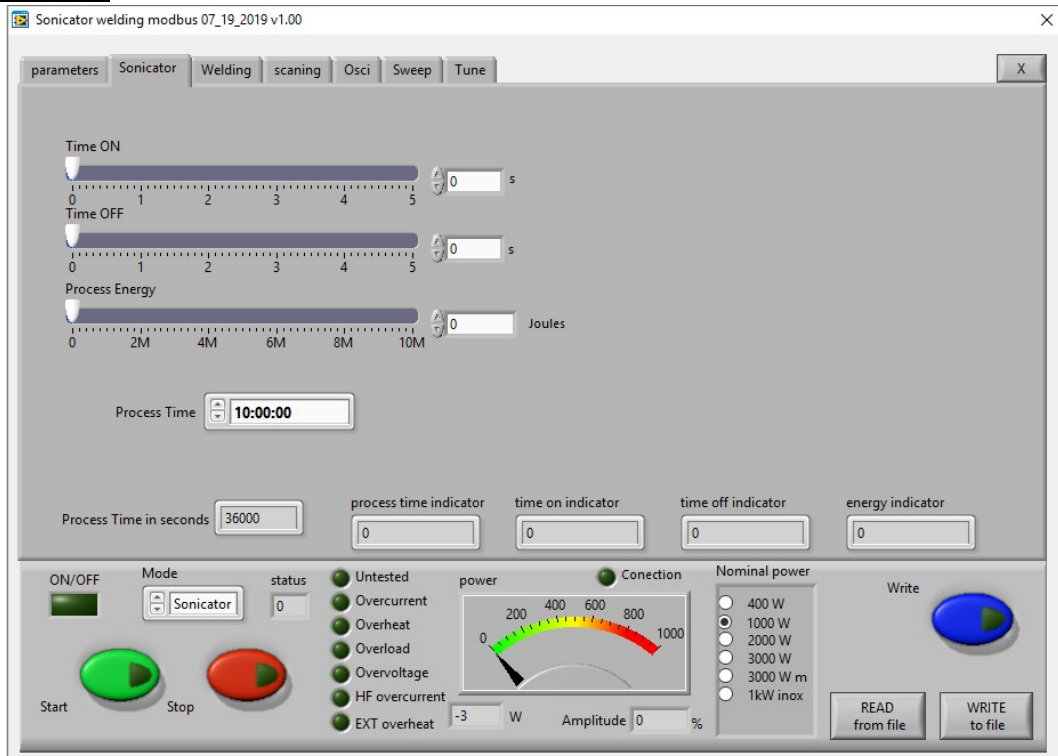 Sonicator welding modbus 07_19_2019 v1.00
parameters Sonicator Welding scaning Osci Sweep Tune X
Time ON
0 s
0 1 2 3 4 5
Time OFF
0 s
0 1 2 3 4 5
Process Energy
0 Joules
0 2M 4M 6M 8M 10M
Process Time 10:00:00
process time indicator time on indicator time off indicator energy indicator
Process Time in seconds 36000
0 0 0 0
ON/OFF Mode status
Sonicator 0
Start Stop
Untested
Overcurrent
Overheat
Overload
Overvoltage
HF overcurrent
EXT overheat
power Conection
0 200 400 600 800 1000
-3 W Amplitude 0 %
Nominal power
400 W
1000 W
2000 W
3000 W
3000 W m
1kW inox
Write
READ
from file
WRITE
to file